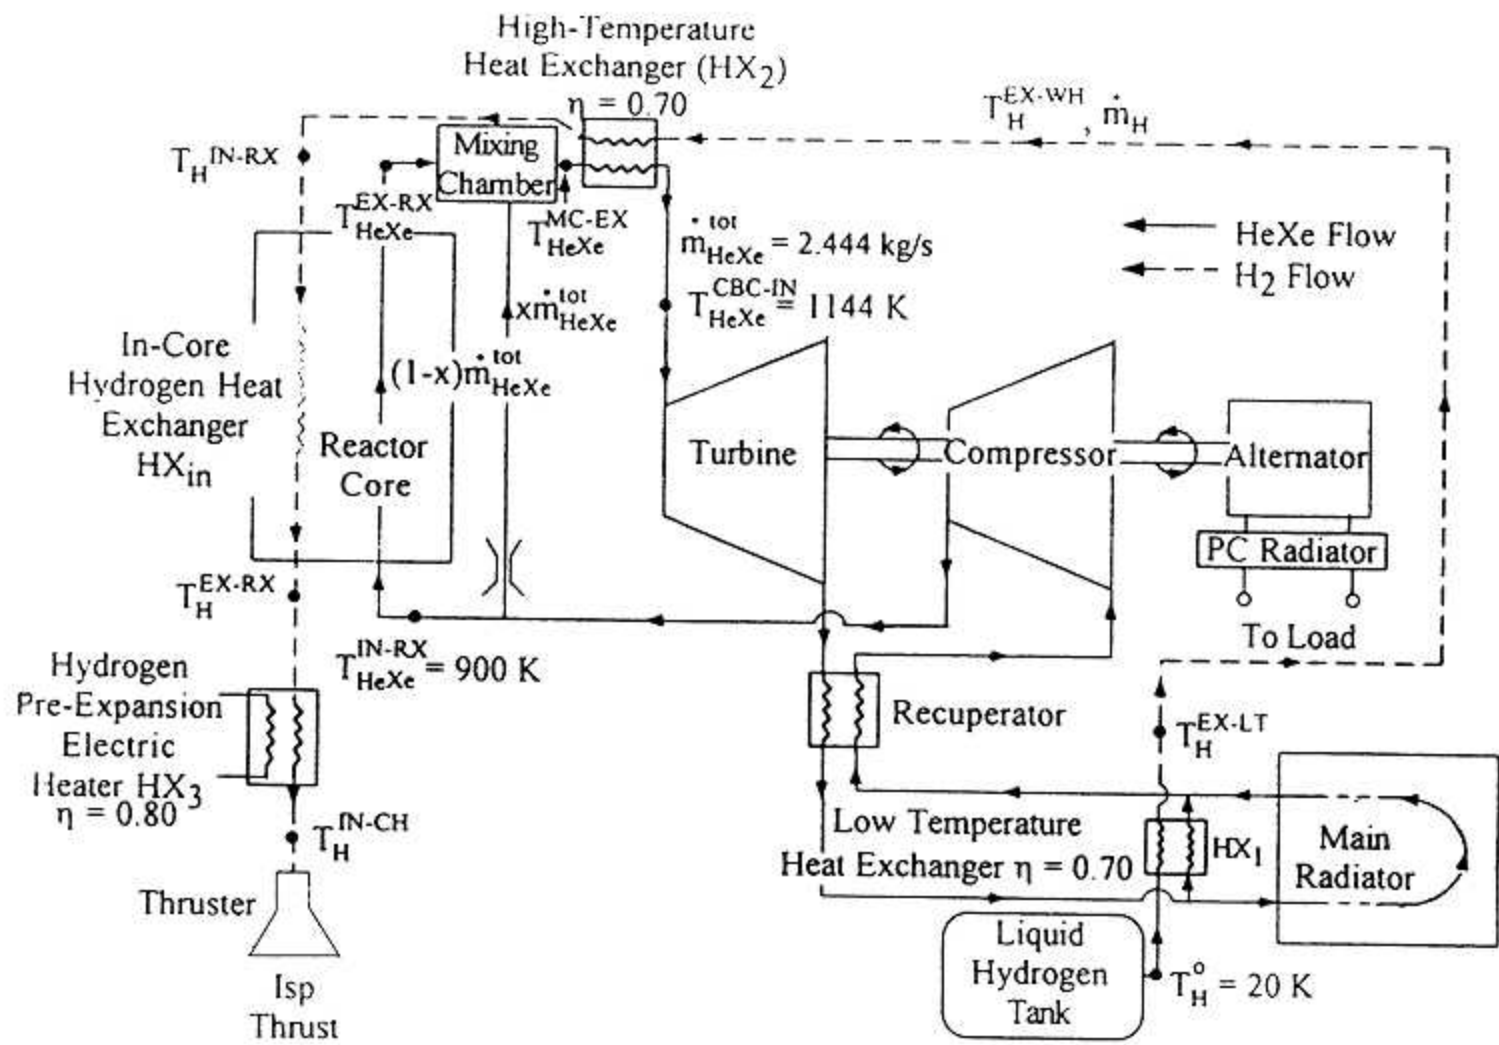 High-Temperature
Heat Exchanger (HX2)
η = 0.70
T_H^EX-WH, ṁ_H
T_H^IN-RX
Mixing
Chamber
T_HeXe^EX-RX
T_HeXe^MC-EX
ṁ_HeXe^tot = 2.444 kg/s
T_HeXe^CBC-IN = 1144 K
HeXe Flow
H2 Flow
xṁ_HeXe^tot
(1-x)ṁ_HeXe^tot
In-Core
Hydrogen Heat
Exchanger
HXin
Reactor
Core
Turbine
Compressor
Alternator
PC Radiator
To Load
T_H^EX-RX
T_HeXe^IN-RX = 900 K
Hydrogen
Pre-Expansion
Electric
Heater HX3
η = 0.80
T_H^IN-CH
Thruster
Isp
Thrust
Recuperator
T_H^EX-LT
Low Temperature
Heat Exchanger η = 0.70
HX1
Main
Radiator
Liquid
Hydrogen
Tank
T_H^o = 20 K